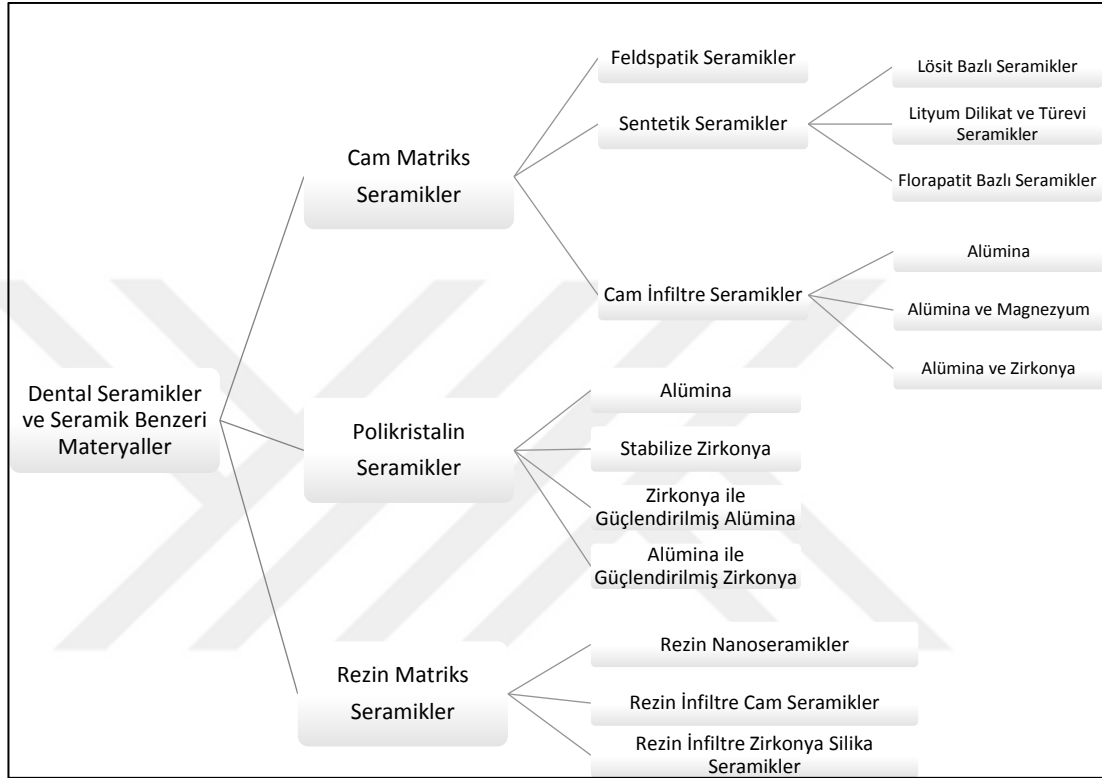 Dental Seramikler
ve Seramik Benzeri
Materyaller
Cam Matriks
Seramikler
Feldspatik Seramikler
Sentetik Seramikler
Lösit Bazlı Seramikler
Lityum Dilikat ve Türevi
Seramikler
Florapatit Bazlı Seramikler
Cam İnfiltre Seramikler
Alümina
Alümina ve Magnezyum
Alümina ve Zirkonya
Polikristalin
Seramikler
Alümina
Stabilize Zirkonya
Zirkonya ile
Güçlendirilmiş Alümina
Alümina ile
Güçlendirilmiş Zirkonya
Rezin Matriks
Seramikler
Rezin Nanoseramikler
Rezin İnfiltre Cam Seramikler
Rezin İnfiltre Zirkonya Silika
Seramikler